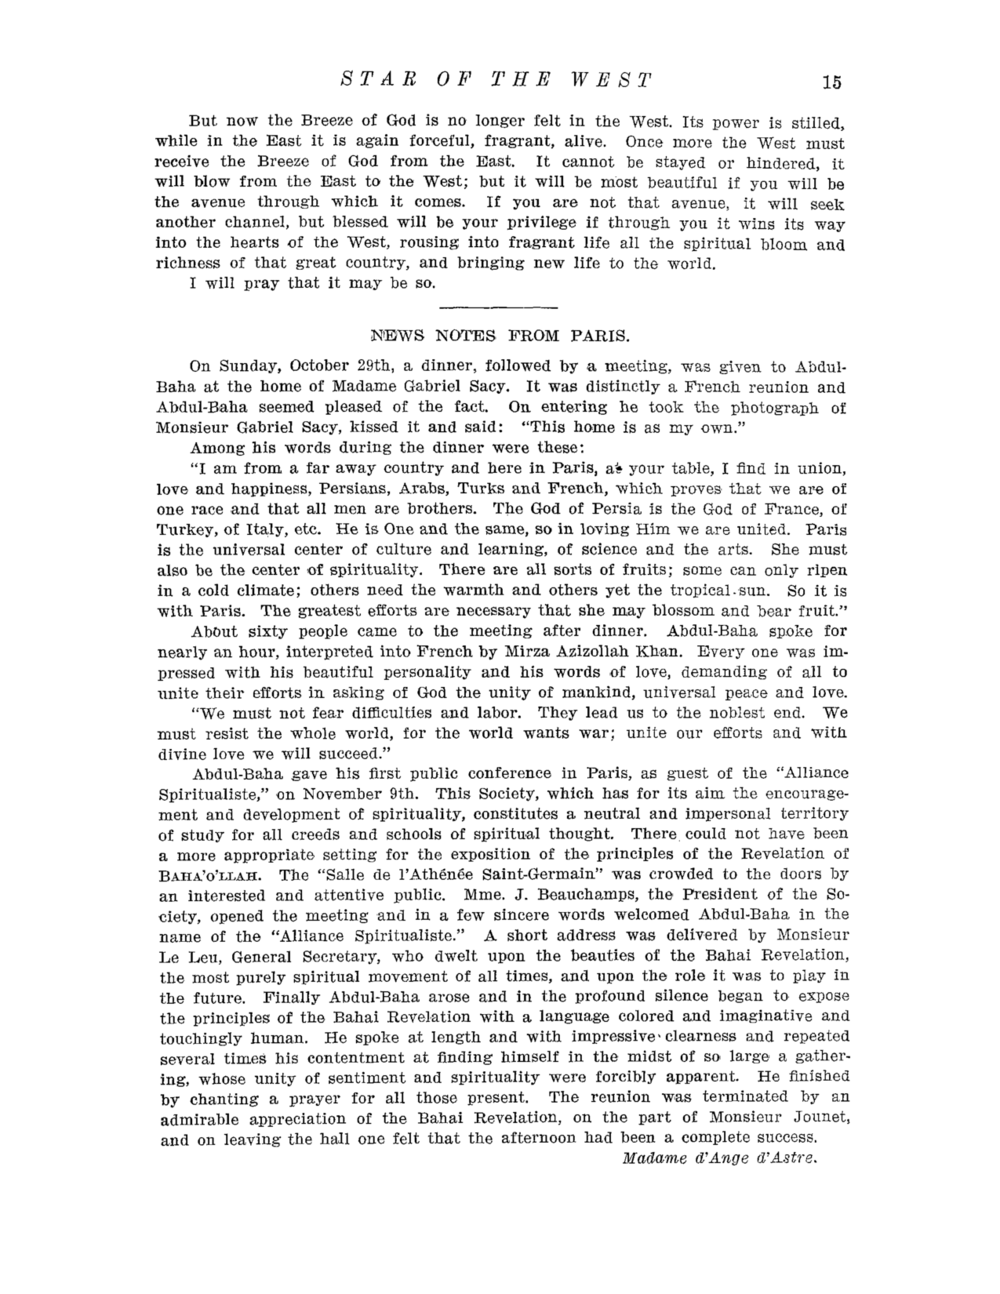 STAR OF THE WEST 15
But now the Breeze of God is no longer felt in the West. Its power is stilled,
while in the East it is again forceful, fragrant, alive. Once more the West must
receive the Breeze of God from the East. It cannot be stayed or hindered, it
will blow from the East to the West; but it will be most beautiful if you will be
the avenue through which it comes. If you are not that avenue, it will seek
another channel, but blessed will be your privilege if through you it wins its way
into the hearts of the West, rousing into fragrant life all the spiritual bloom and
richness of that great country, and bringing new life to the world.
I will pray that it may be so.
NEWS NOTES FROM PARIS.
On Sunday, October 29th, a dinner, followed by a meeting, was given to Abdul-
Baha at the home of Madame Gabriel Sacy. It was distinctly a French reunion and
Abdul-Baha seemed pleased of the fact. On entering he took the photograph of
Monsieur Gabriel Sacy, kissed it and said: "This home is as my own."
Among his words during the dinner were these:
"I am from a far away country and here in Paris, at your table, I find in union,
love and happiness, Persians, Arabs, Turks and French, which proves that we are of
one race and that all men are brothers. The God of Persia is the God of France, of
Turkey, of Italy, etc. He is One and the same, so in loving Him we are united. Paris
is the universal center of culture and learning, of science and the arts. She must
also be the center of spirituality. There are all sorts of fruits; some can only ripen
in a cold climate; others need the warmth and others yet the tropical sun. So it is
with Paris. The greatest efforts are necessary that she may blossom and bear fruit."
About sixty people came to the meeting after dinner. Abdul-Baha spoke for
nearly an hour, interpreted into French by Mirza Azizollah Khan. Every one was im-
pressed with his beautiful personality and his words of love, demanding of all to
unite their efforts in asking of God the unity of mankind, universal peace and love.
"We must not fear difficulties and labor. They lead us to the noblest end. We
must resist the whole world, for the world wants war; unite our efforts and with
divine love we will succeed."
Abdul-Baha gave his first public conference in Paris, as guest of the "Alliance
Spiritualiste," on November 9th. This Society, which has for its aim the encourage-
ment and development of spirituality, constitutes a neutral and impersonal territory
of study for all creeds and schools of spiritual thought. There could not have been
a more appropriate setting for the exposition of the principles of the Revelation of
BAHA'O'LLAH. The "Salle de l'Athénée Saint-Germain" was crowded to the doors by
an interested and attentive public. Mme. J. Beauchamps, the President of the So-
ciety, opened the meeting and in a few sincere words welcomed Abdul-Baha in the
name of the "Alliance Spiritualiste." A short address was delivered by Monsieur
Le Leu, General Secretary, who dwelt upon the beauties of the Bahai Revelation,
the most purely spiritual movement of all times, and upon the role it was to play in
the future. Finally Abdul-Baha arose and in the profound silence began to expose
the principles of the Bahai Revelation with a language colored and imaginative and
touchingly human. He spoke at length and with impressive clearness and repeated
several times his contentment at finding himself in the midst of so large a gather-
ing, whose unity of sentiment and spirituality were forcibly apparent. He finished
by chanting a prayer for all those present. The reunion was terminated by an
admirable appreciation of the Bahai Revelation, on the part of Monsieur Jounet,
and on leaving the hall one felt that the afternoon had been a complete success.
Madame d'Ange d'Astre.